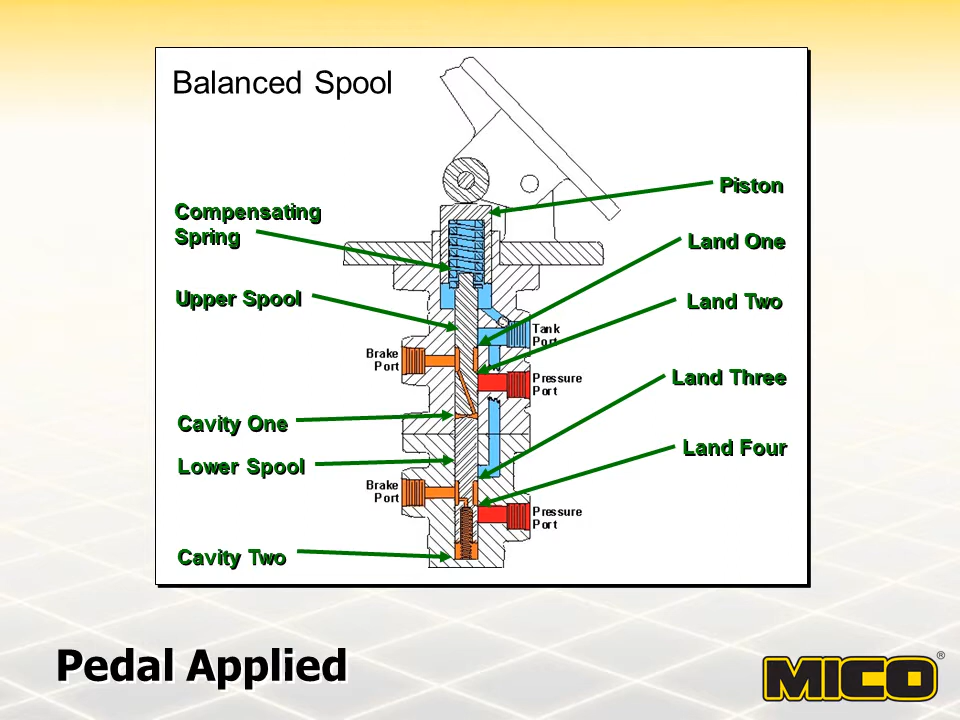 Balanced Spool
Piston
Compensating
Spring
Land One
Upper Spool
Land Two
Tank
Port
Brake
Port
Pressure
Port
Land Three
Cavity One
Land Four
Lower Spool
Brake
Port
Pressure
Port
Cavity Two
Pedal Applied
MICO®